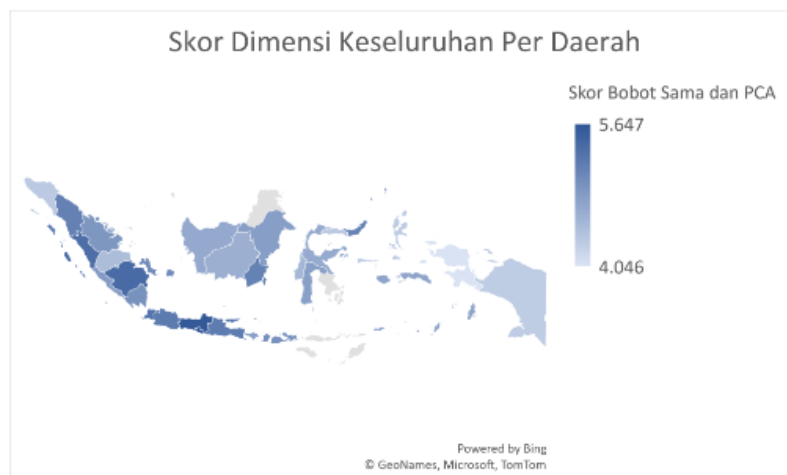 Skor Dimensi Keseluruhan Per Daerah
Skor Bobot Sama dan PCA
5.647
4.046
Powered by Bing
© GeoNames, Microsoft, TomTom